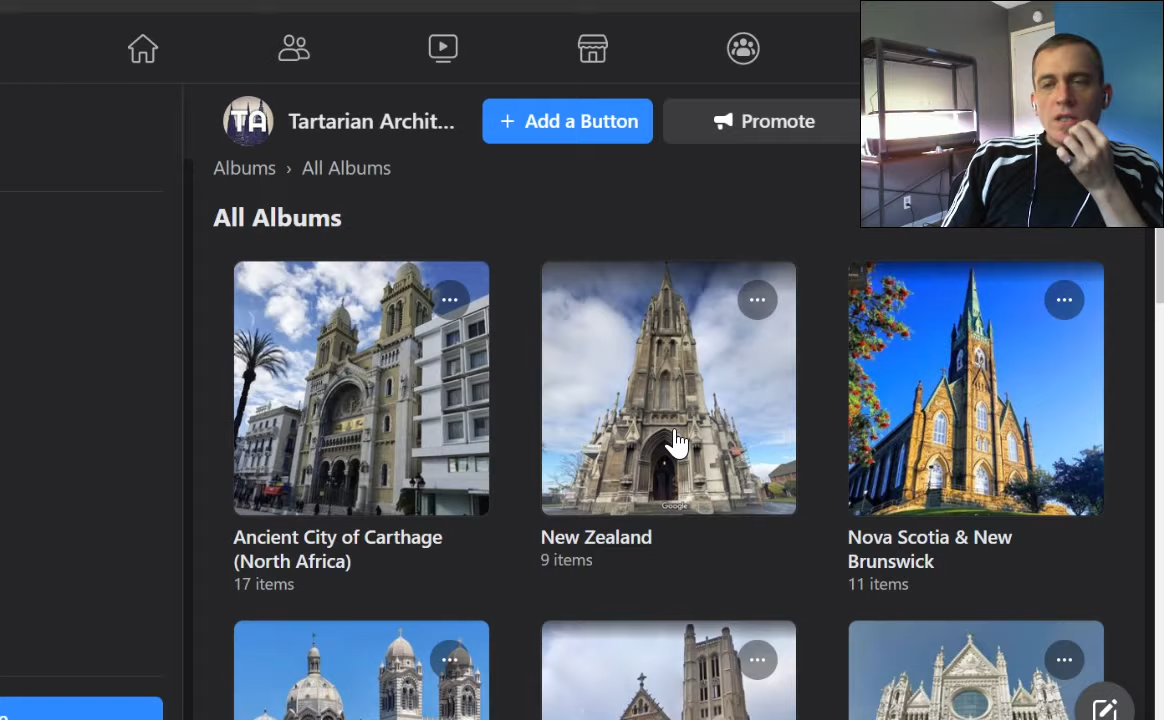 TA
Tartarian Archit...
+ Add a Button
Promote
Albums › All Albums
All Albums
Ancient City of Carthage
(North Africa)
17 items
Google
New Zealand
9 items
Nova Scotia & New
Brunswick
11 items